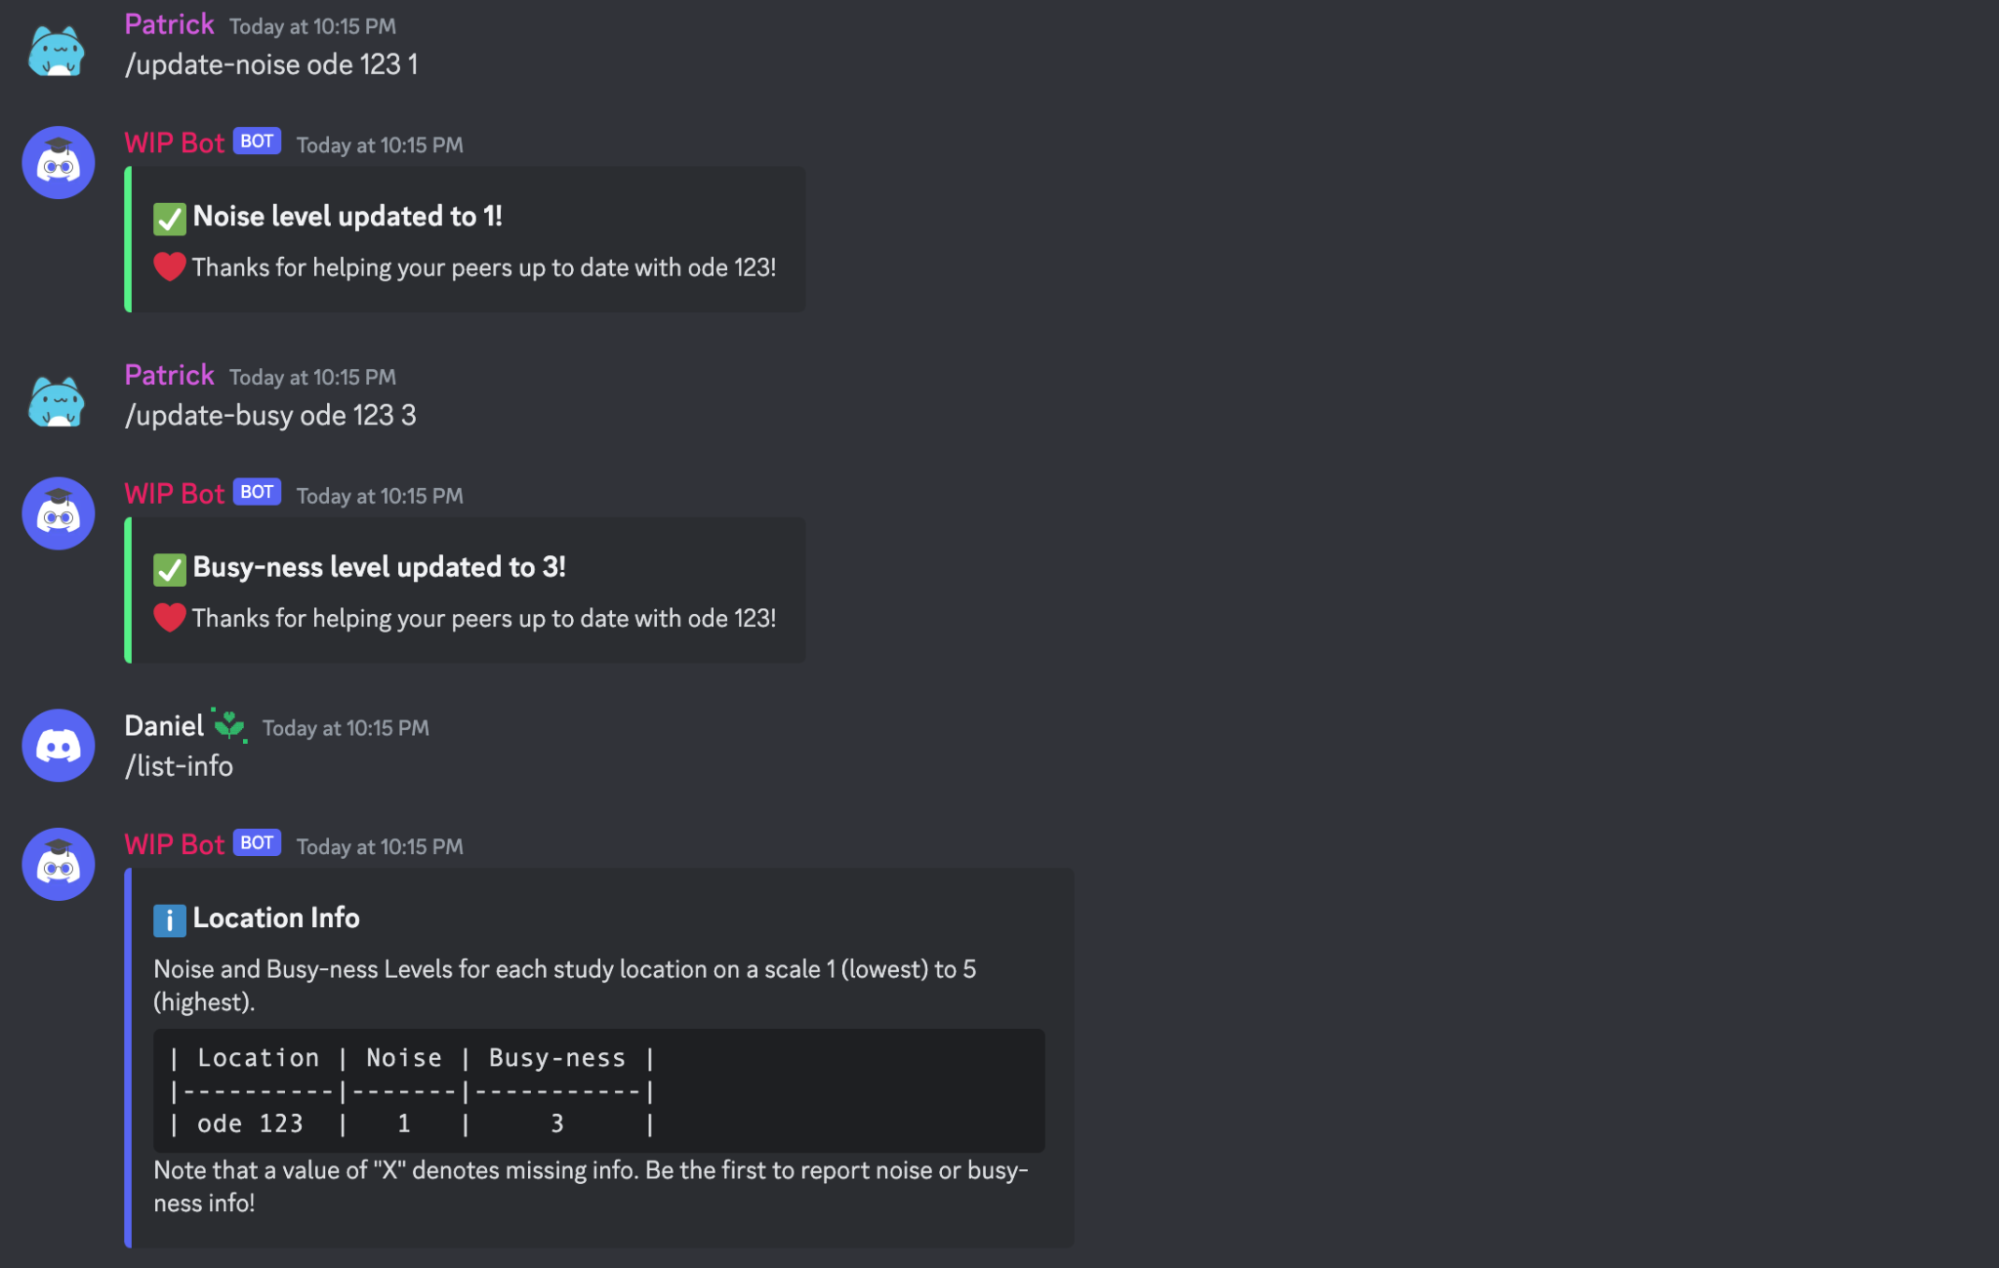 Patrick Today at 10:15 PM
/update-noise ode 123 1
WIP Bot BOT Today at 10:15 PM
✅ Noise level updated to 1!
❤️ Thanks for helping your peers up to date with ode 123!
Patrick Today at 10:15 PM
/update-busy ode 123 3
WIP Bot BOT Today at 10:15 PM
✅ Busy-ness level updated to 3!
❤️ Thanks for helping your peers up to date with ode 123!
Daniel Today at 10:15 PM
/list-info
WIP Bot BOT Today at 10:15 PM
ℹ️ Location Info
Noise and Busy-ness Levels for each study location on a scale 1 (lowest) to 5
(highest).
| Location | Noise | Busy-ness |
|----------|-------|-----------|
| ode 123  |   1   |     3     |
Note that a value of "X" denotes missing info. Be the first to report noise or busy-
ness info!